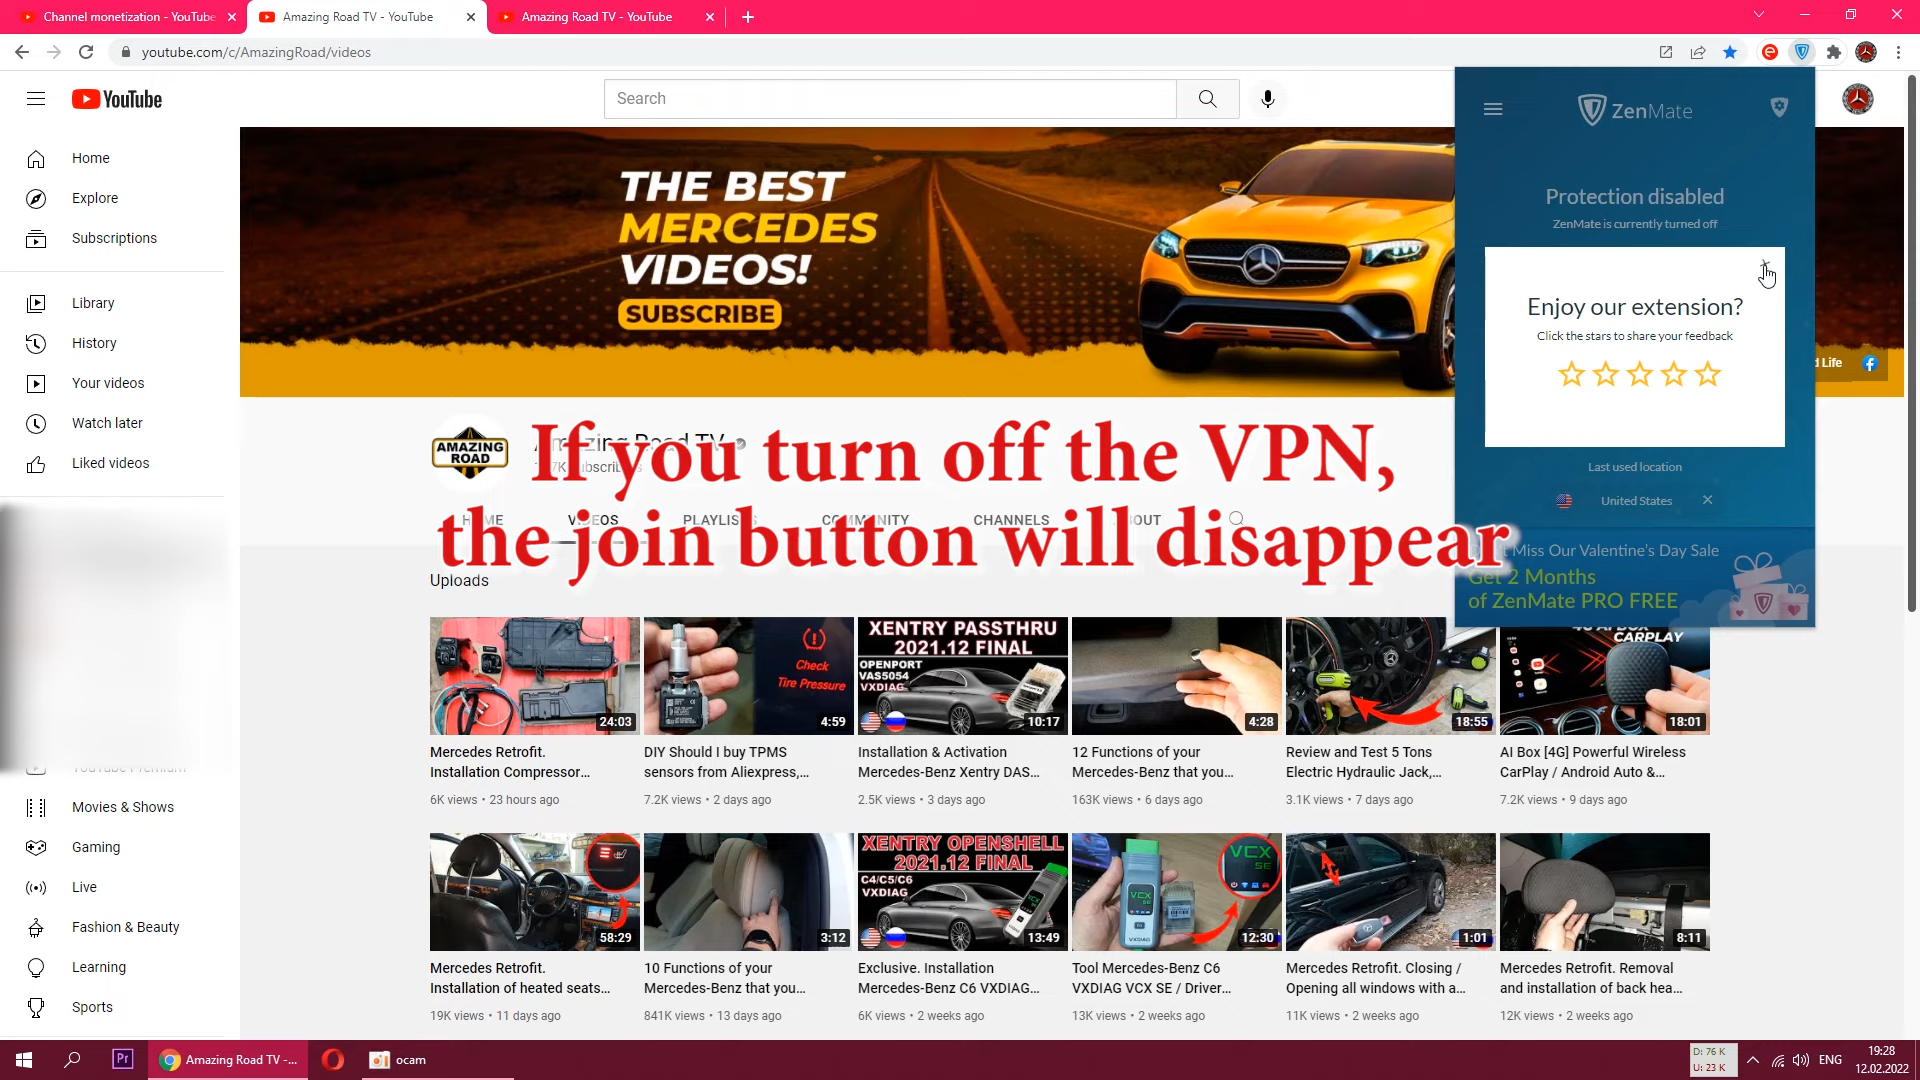 Channel monetization - YouTube
Amazing Road TV - YouTube
Amazing Road TV - YouTube
youtube.com/c/AmazingRoad/videos
YouTube
Search
Home
Explore
Subscriptions
Library
History
Your videos
Watch later
Liked videos
Movies & Shows
Gaming
Live
Fashion & Beauty
Learning
Sports
THE BEST
MERCEDES
VIDEOS!
SUBSCRIBE
Life
ZenMate
Protection disabled
ZenMate is currently turned off
Enjoy our extension?
Click the stars to share your feedback
Last used location
United States
Miss Our Valentine's Day Sale
Get 2 Months
of ZenMate PRO FREE
AMAZING
ROAD
Amazing Road TV
If you turn off the VPN,
the join button will disappear
HOME
VIDEOS
PLAYLISTS
COMMUNITY
CHANNELS
ABOUT
Uploads
24:03
Mercedes Retrofit.
Installation Compressor...
6K views • 23 hours ago
Check
Tire Pressure
4:59
DIY Should I buy TPMS
sensors from Aliexpress,...
7.2K views • 2 days ago
XENTRY PASSTHRU
2021.12 FINAL
OPENPORT
VAS5054
VXDIAG
10:17
Installation & Activation
Mercedes-Benz Xentry DAS...
2.5K views • 3 days ago
4:28
12 Functions of your
Mercedes-Benz that you...
163K views • 6 days ago
18:55
Review and Test 5 Tons
Electric Hydraulic Jack,...
3.1K views • 7 days ago
CARPLAY
18:01
AI Box [4G] Powerful Wireless
CarPlay / Android Auto &...
7.2K views • 9 days ago
58:29
Mercedes Retrofit.
Installation of heated seats...
19K views • 11 days ago
3:12
10 Functions of your
Mercedes-Benz that you...
841K views • 13 days ago
XENTRY OPENSHELL
2021.12 FINAL
C4/C5/C6
VXDIAG
13:49
Exclusive. Installation
Mercedes-Benz C6 VXDIAG...
6K views • 2 weeks ago
VCX
SE
VXDIAG
12:30
Tool Mercedes-Benz C6
VXDIAG VCX SE / Driver...
13K views • 2 weeks ago
1:01
Mercedes Retrofit. Closing /
Opening all windows with a...
11K views • 2 weeks ago
8:11
Mercedes Retrofit. Removal
and installation of back hea...
12K views • 2 weeks ago
Pr
Amazing Road TV -...
ocam
D: 76 K
U: 23 K
ENG
19:28
12.02.2022